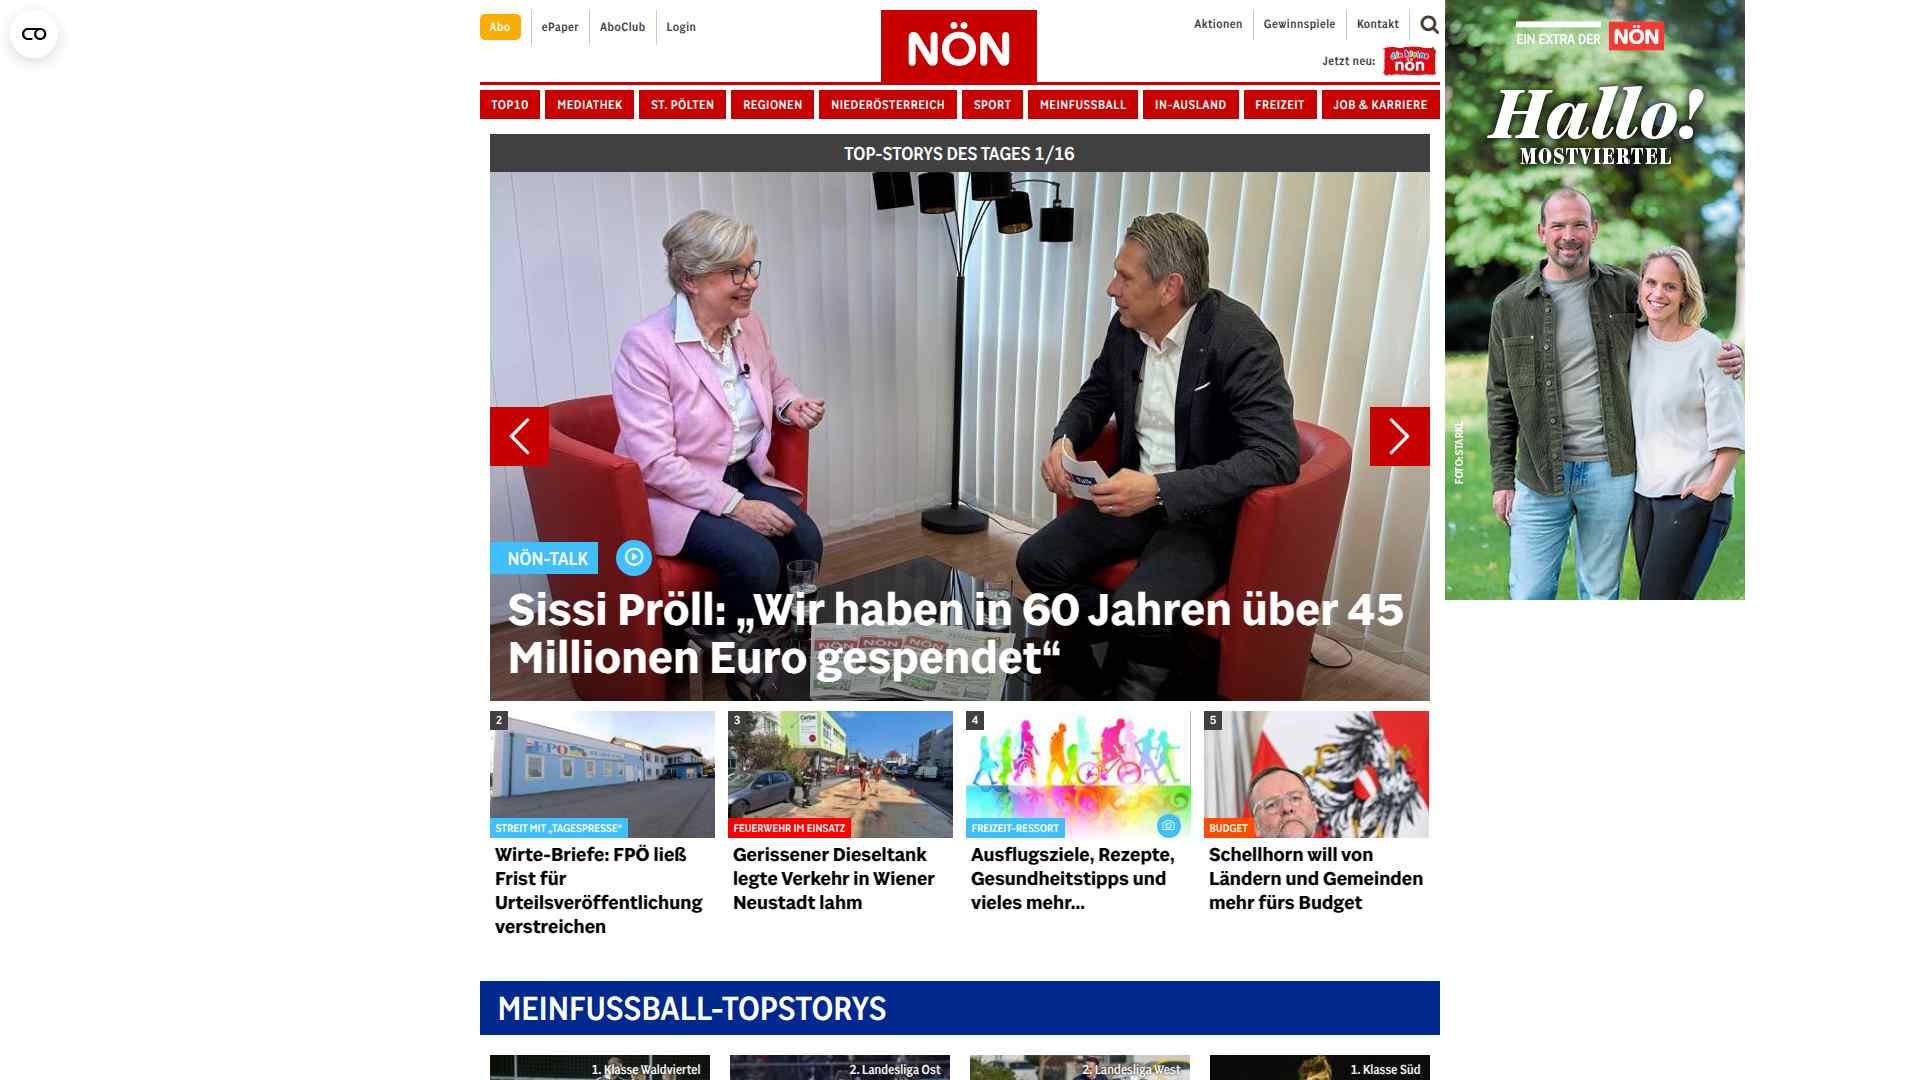 Abo
ePaper
AboClub
Login
NÖN
Aktionen
Gewinnspiele
Kontakt
Jetzt neu:
die kleine
nön
TOP10
MEDIATHEK
ST. PÖLTEN
REGIONEN
NIEDERÖSTERREICH
SPORT
MEINFUSSBALL
IN-AUSLAND
FREIZEIT
JOB & KARRIERE
EIN EXTRA DER NÖN
Hallo!
MOSTVIERTEL
FOTO: STARKL
TOP-STORYS DES TAGES 1/16
Talk
NÖN-TALK
Sissi Pröll: „Wir haben in 60 Jahren über 45
Millionen Euro gespendet“
NÖN NÖN NÖN
2
FPÖ
STREIT MIT „TAGESPRESSE“
Wirte-Briefe: FPÖ ließ
Frist für
Urteilsveröffentlichung
verstreichen
3
FEUERWEHR IM EINSATZ
Gerissener Dieseltank
legte Verkehr in Wiener
Neustadt lahm
4
FREIZEIT-RESSORT
Ausflugsziele, Rezepte,
Gesundheitstipps und
vieles mehr...
5
BUDGET
Schellhorn will von
Ländern und Gemeinden
mehr fürs Budget
MEINFUSSBALL-TOPSTORYS
1. Klasse Waldviertel
2. Landesliga Ost
2. Landesliga West
1. Klasse Süd